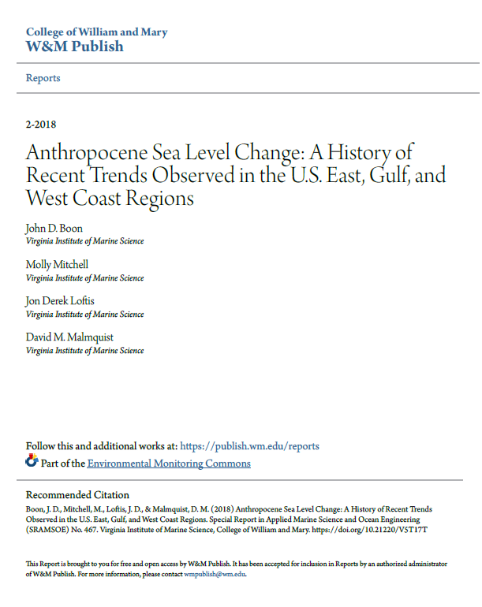 College of William and Mary
W&M Publish
Reports
2-2018
Anthropocene Sea Level Change: A History of
Recent Trends Observed in the U.S. East, Gulf, and
West Coast Regions
John D. Boon
Virginia Institute of Marine Science
Molly Mitchell
Virginia Institute of Marine Science
Jon Derek Loftis
Virginia Institute of Marine Science
David M. Malmquist
Virginia Institute of Marine Science
Follow this and additional works at: https://publish.wm.edu/reports
Part of the Environmental Monitoring Commons
Recommended Citation
Boon, J. D., Mitchell, M., Loftis, J. D., & Malmquist, D. M. (2018) Anthropocene Sea Level Change: A History of Recent Trends
Observed in the U.S. East, Gulf, and West Coast Regions. Special Report in Applied Marine Science and Ocean Engineering
(SRAMSOE) No. 467. Virginia Institute of Marine Science, College of William and Mary. https://doi.org/10.21220/V5T17T
This Report is brought to you for free and open access by W&M Publish. It has been accepted for inclusion in Reports by an authorized administrator
of W&M Publish. For more information, please contact wmpublish@wm.edu.